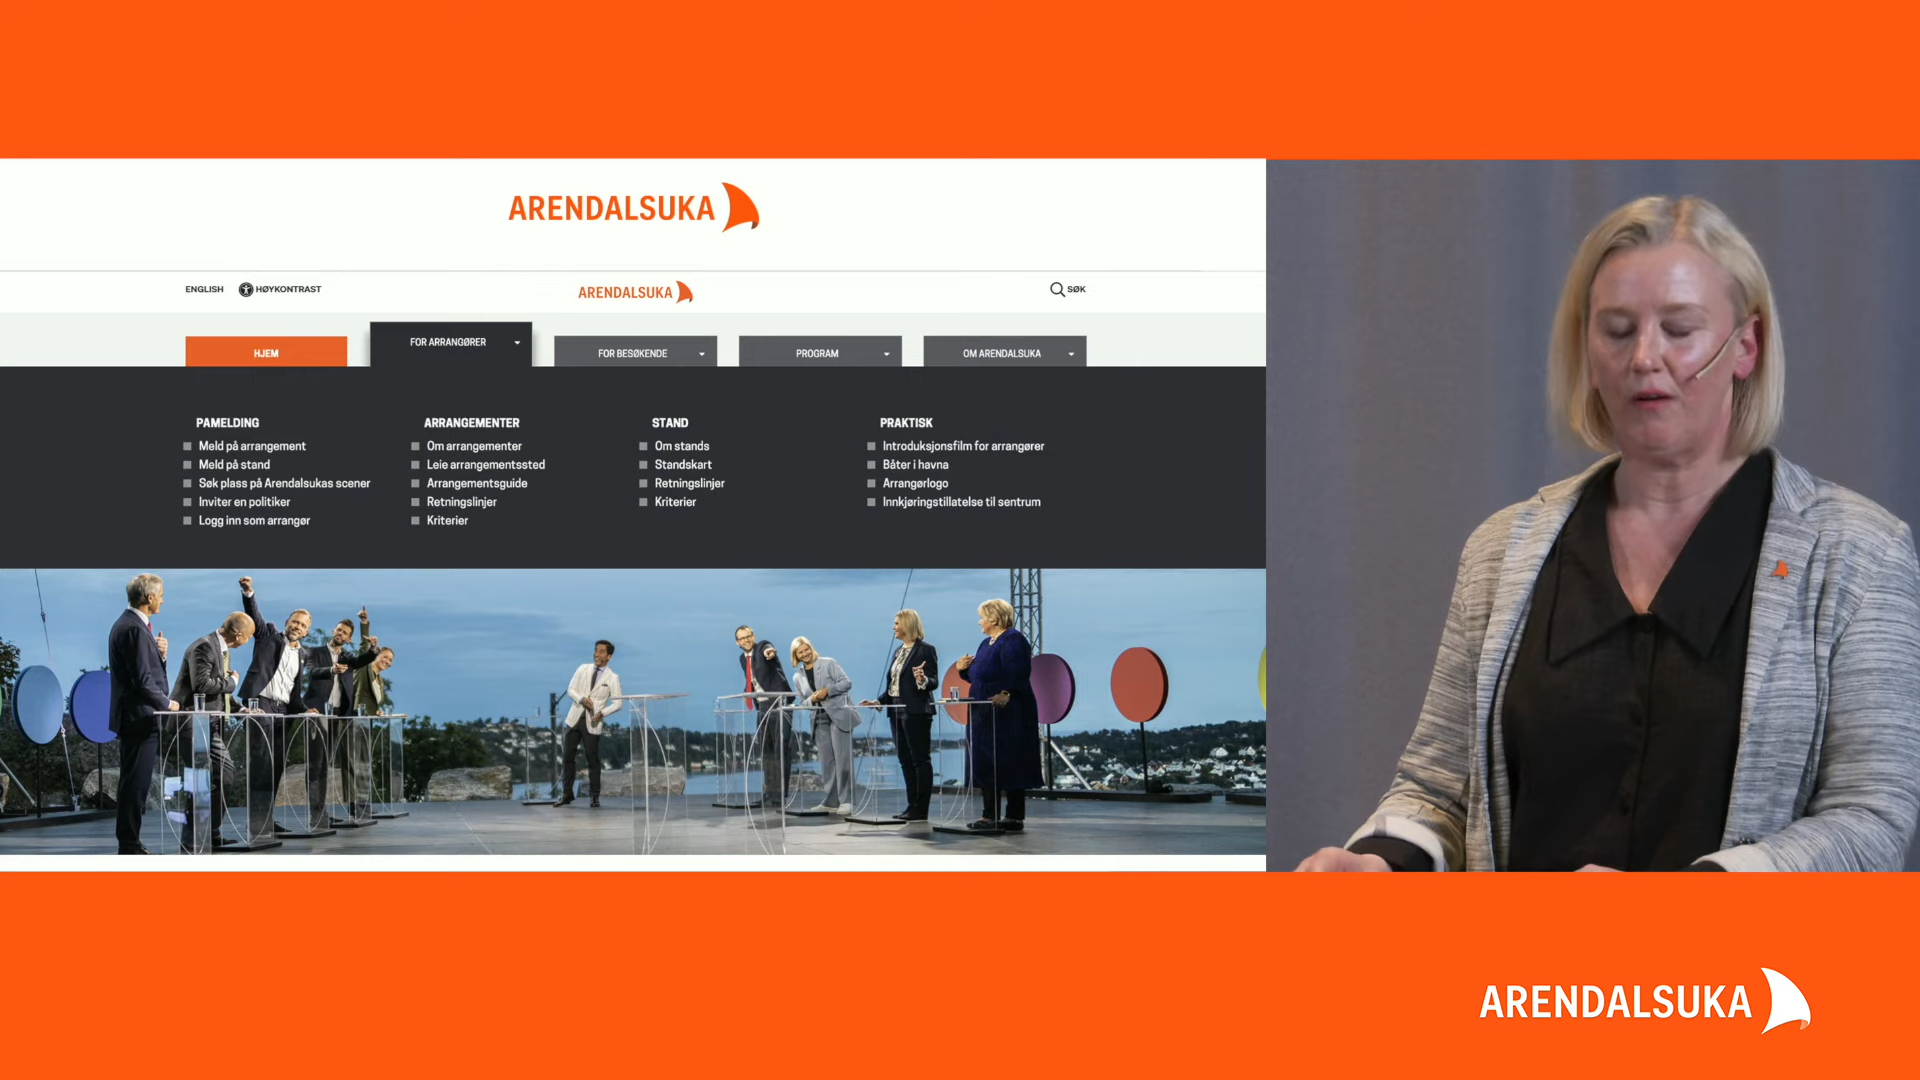 ARENDALSUKA
ENGLISH
HØYKONTRAST
ARENDALSUKA
SØK
HJEM
FOR ARRANGØRER
FOR BESØKENDE
PROGRAM
OM ARENDALSUKA
PAMELDING
Meld på arrangement
Meld på stand
Søk plass på Arendalsukas scener
Inviter en politiker
Logg inn som arrangør
ARRANGEMENTER
Om arrangementer
Leie arrangementssted
Arrangementsguide
Retningslinjer
Kriterier
STAND
Om stands
Standskart
Retningslinjer
Kriterier
PRAKTISK
Introduksjonsfilm for arrangører
Båter i havna
Arrangørlogo
Innkjøringstillatelse til sentrum
ARENDALSUKA